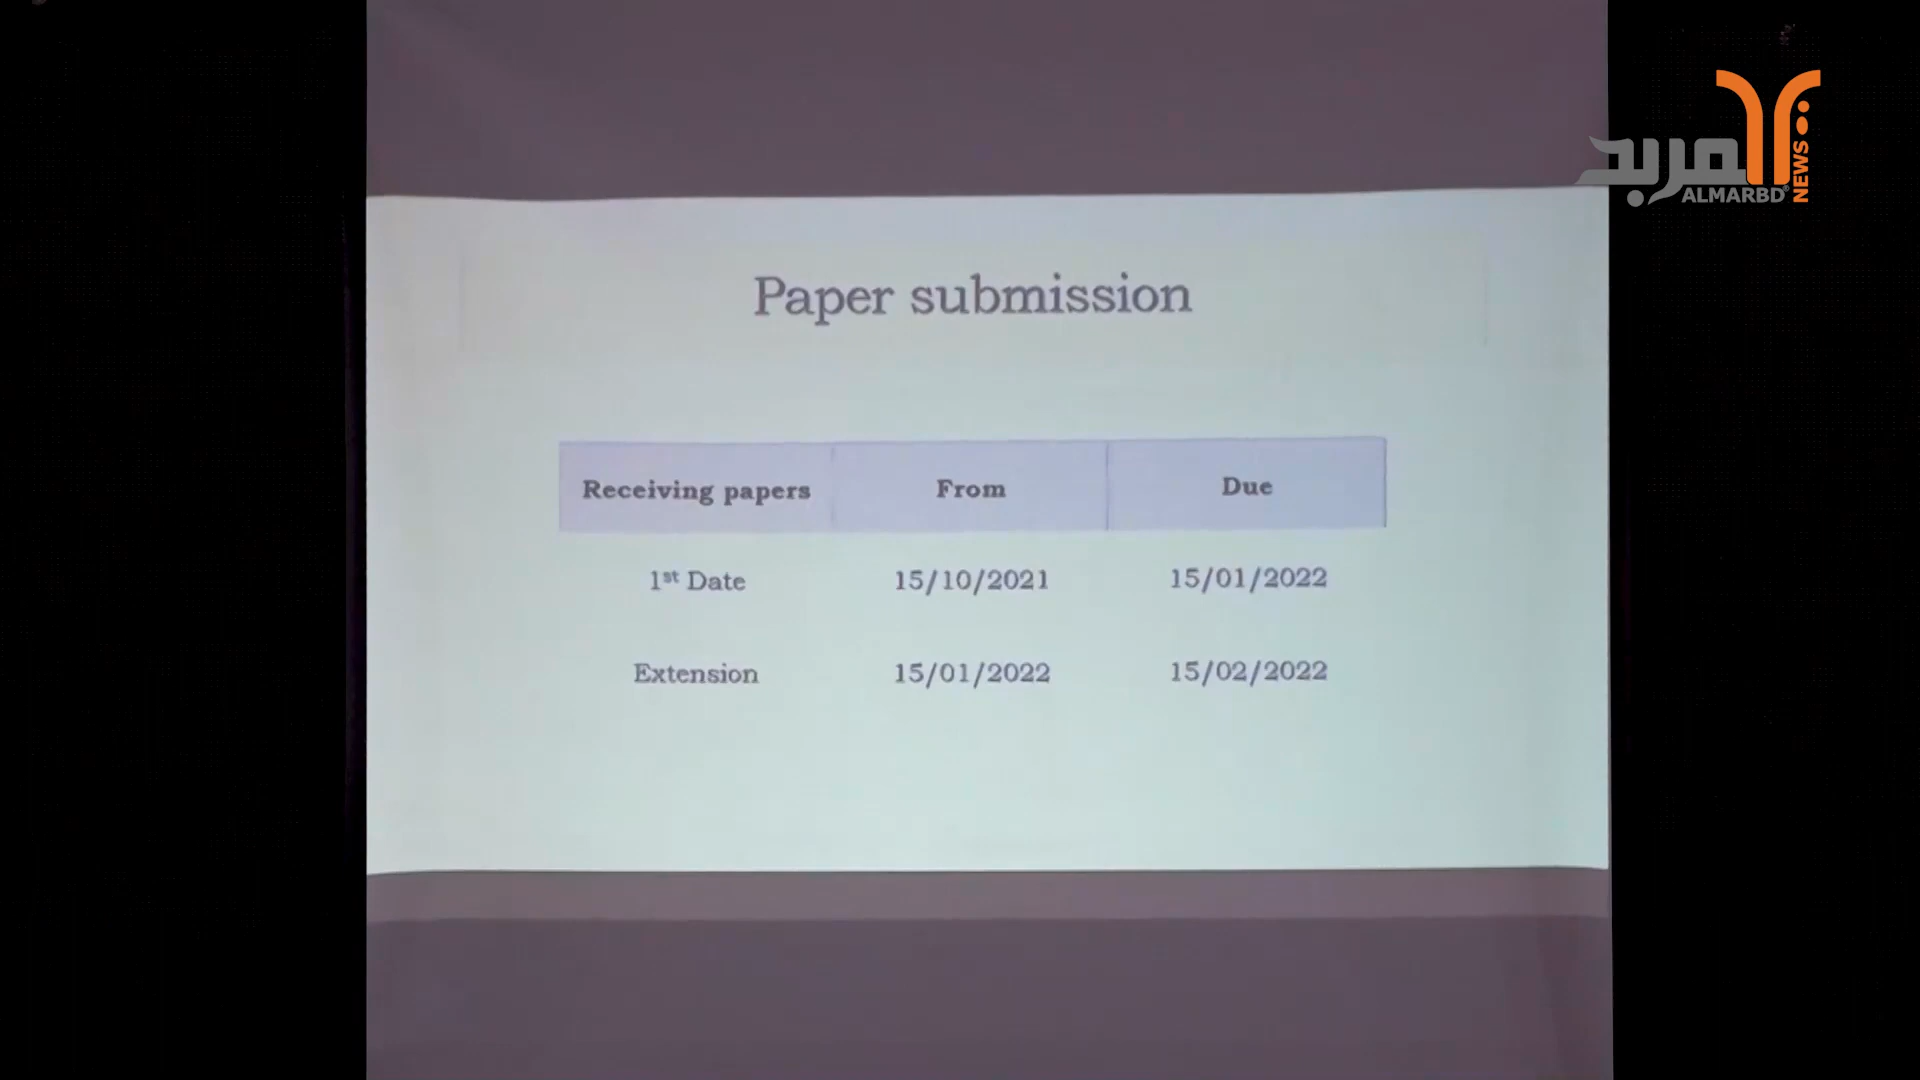 المربد
ALMARBD
NEWS
Paper submission
Receiving papers From Due
1st Date 15/10/2021 15/01/2022
Extension 15/01/2022 15/02/2022